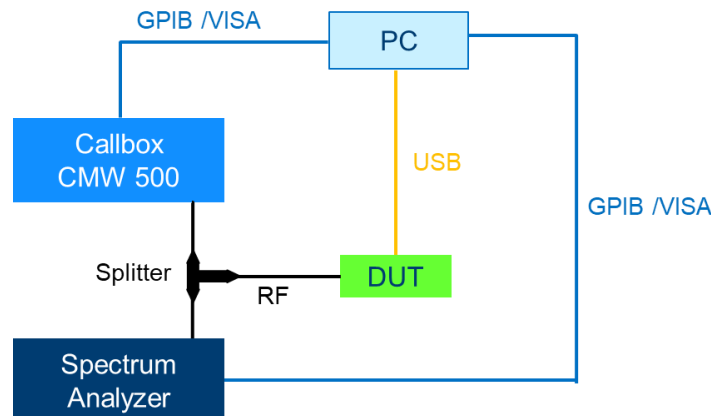 GPIB /VISA
PC
Callbox
CMW 500
USB
GPIB /VISA
Splitter
RF
DUT
Spectrum
Analyzer